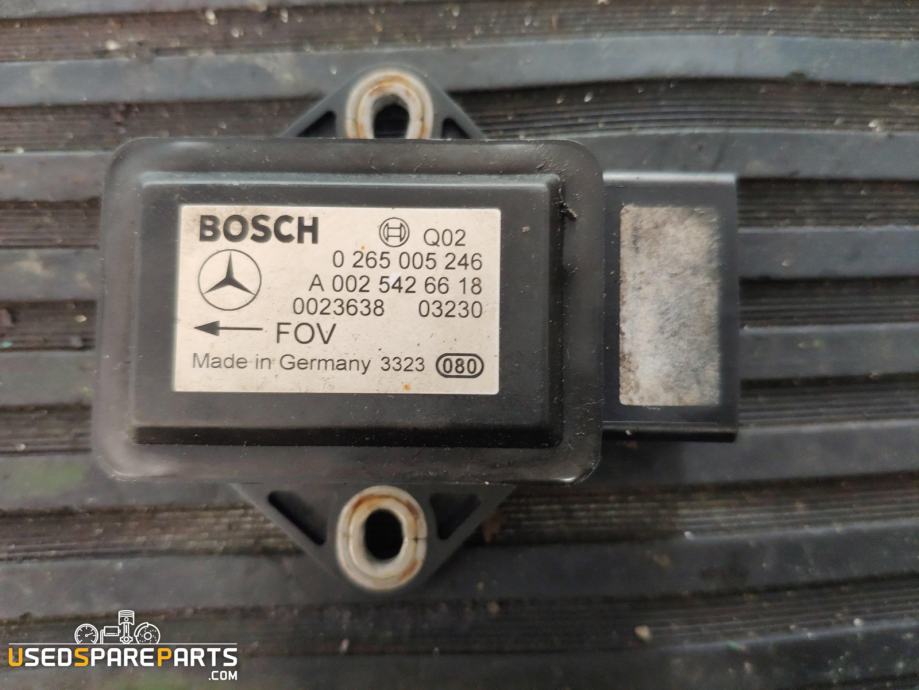 BOSCH Q02
0 265 005 246
A 002 542 66 18
0023638 03230
FOV
Made in Germany 3323 080
USEDSPAREPARTS
.COM